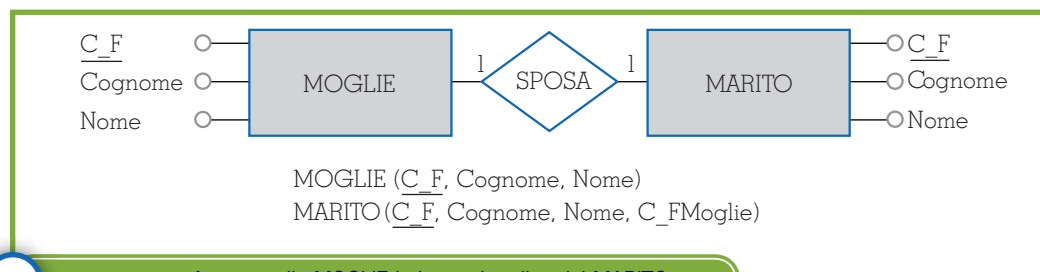 C_F
Cognome
Nome
MOGLIE
1
SPOSA
1
MARITO
C_F
Cognome
Nome
MOGLIE (C_F, Cognome, Nome)
MARITO (C_F, Cognome, Nome, C_FMoglie)